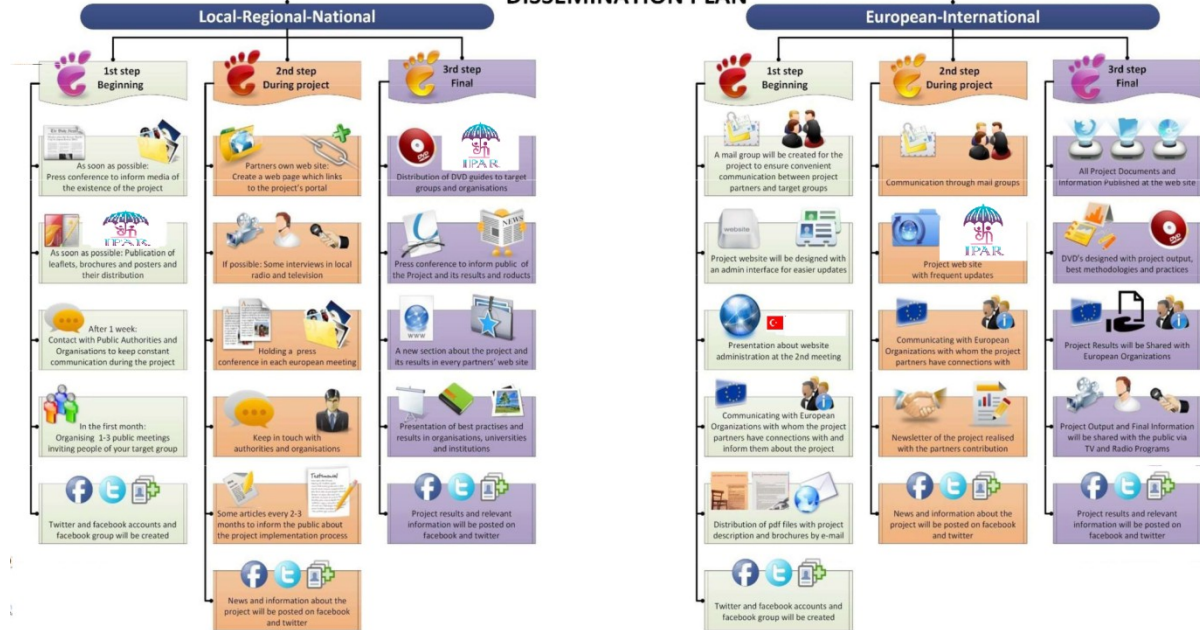 DISSEMINATION PLAN
Local-Regional-National
1st step
Beginning
As soon as possible:
Press conference to inform media of
the existence of the project
IPAR
As soon as possible: Publication of
leaflets, brochures and posters and
their distribution
After 1 week:
Contact with Public Authorities and
Organisations to keep constant
communication during the project
In the first month:
Organising 1-3 public meetings
inviting people of your target group
Twitter and facebook accounts and
facebook group will be created
2nd step
During project
Partners own web site:
Create a web page which links
to the project's portal
If possible: Some interviews in local
radio and television
Holding a press
conference in each european meeting
Keep in touch with
authorities and organisations
Some articles every 2-3
months to inform the public about
the project implementation process
News and information about the
project will be posted on facebook
and twitter
3rd step
Final
DVD
IPAR
Distribution of DVD guides to target
groups and organisations
NEWS
Press conference to inform public of
the Project and its results and roducts
WWW
A new section about the project and
its results in every partners' web site
Presentation of best practises and
results in organisations, universities
and institutions
Project results and relevant
information will be posted on
facebook and twitter
European-International
1st step
Beginning
A mail group will be created for the
project to ensure convenient
communication between project
partners and target groups
website
Project website will be designed with
an admin interface for easier updates
Presentation about website
administration at the 2nd meeting
Communicating with European
Organizations with whom the project
partners have connections with and
inform them about the project
Distribution of pdf files with project
description and brochures by e-mail
Twitter and facebook accounts and
facebook group will be created
2nd step
During project
Communication through mail groups
IPAR
Project web site
with frequent updates
Communicating with European
Organizations with whom the project
partners have connections with
Newsletter of the project realised
with the partners contribution
News and information about the
project will be posted on facebook
and twitter
3rd step
Final
All Project Documents and
Information Published at the web site
DVD
DVD's designed with project output,
best methodologies and practices
Project Results will be Shared with
European Organizations
Project Output and Final Information
will be shared with the public via
TV and Radio Programs
Project results and relevant
information will be posted on
facebook and twitter